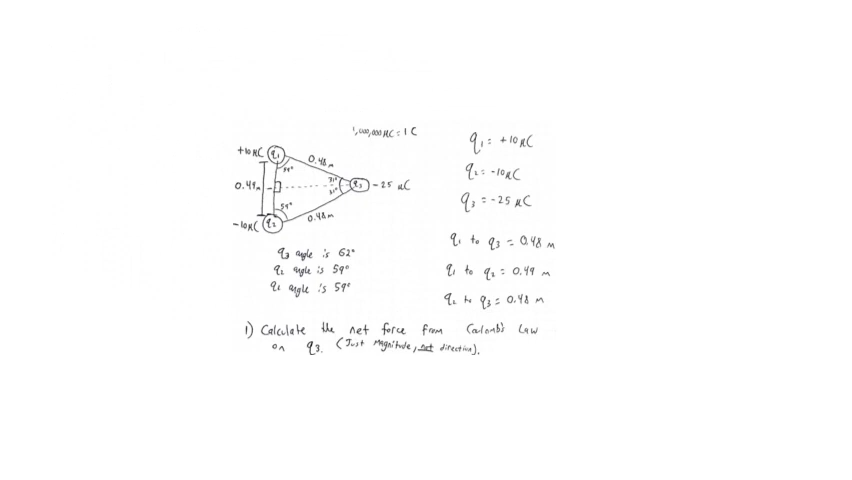 1,000,000 μC = 1 C
+10 μC q₁ 0.48 m
59°
0.49 m 31° q₃ -25 μC
31°
59°
-10 μC q₂ 0.48 m
q₁ = +10 μC
q₂ = -10 μC
q₃ = -25 μC
q₁ to q₃ = 0.48 m
q₁ to q₂ = 0.49 m
q₂ to q₃ = 0.48 m
q₃ angle is 62°
q₂ angle is 59°
q₁ angle is 59°
1) Calculate the net force from Coulomb's Law
on q₃. (Just Magnitude, not direction).